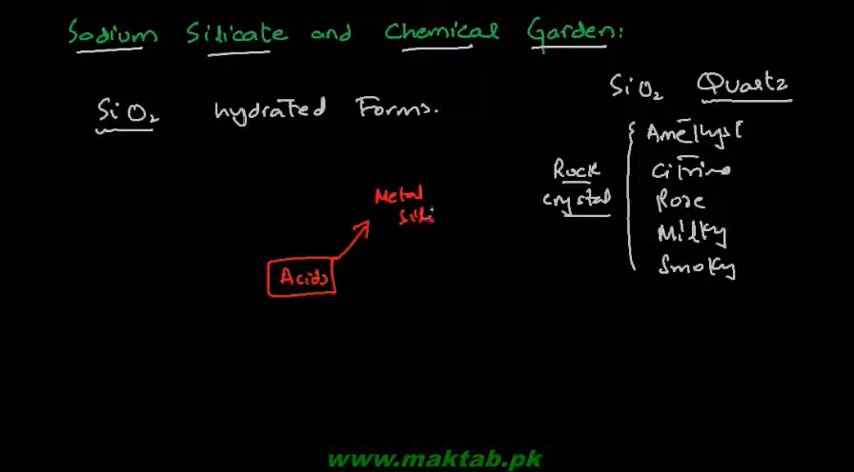 Sodium Silicate and Chemical Garden:
SiO₂ hydrated Forms.
SiO₂ Quartz
Amethyst
Citrine
Rose
Milky
Smoky
Rock
crystal
Metal
Sili
Acids
www.maktab.pk